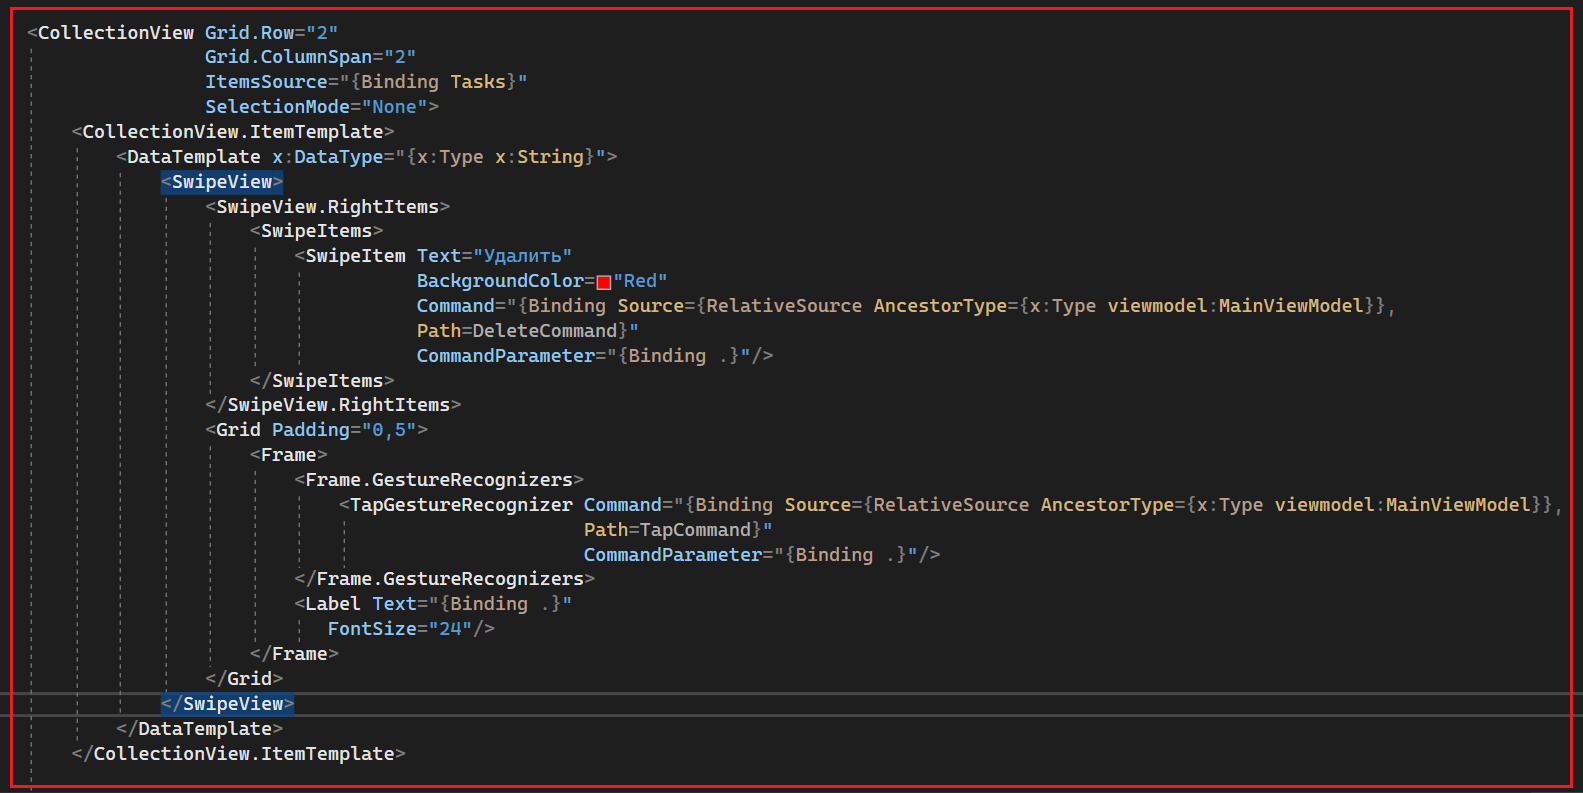 <CollectionView Grid.Row="2"
Grid.ColumnSpan="2"
ItemsSource="{Binding Tasks}"
SelectionMode="None">
<CollectionView.ItemTemplate>
<DataTemplate x:DataType="{x:Type x:String}">
<SwipeView>
<SwipeView.RightItems>
<SwipeItems>
<SwipeItem Text="Удалить"
BackgroundColor="Red"
Command="{Binding Source={RelativeSource AncestorType={x:Type viewmodel:MainViewModel}},
Path=DeleteCommand}"
CommandParameter="{Binding .}"/>
</SwipeItems>
</SwipeView.RightItems>
<Grid Padding="0,5">
<Frame>
<Frame.GestureRecognizers>
<TapGestureRecognizer Command="{Binding Source={RelativeSource AncestorType={x:Type viewmodel:MainViewModel}},
Path=TapCommand}"
CommandParameter="{Binding .}"/>
</Frame.GestureRecognizers>
<Label Text="{Binding .}"
FontSize="24"/>
</Frame>
</Grid>
</SwipeView>
</DataTemplate>
</CollectionView.ItemTemplate>